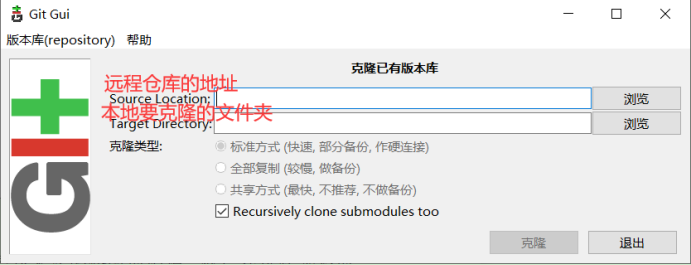 Git Gui
版本库(repository) 帮助
克隆已有版本库
远程仓库的地址
Source Location: 浏览
本地要克隆的文件夹
Target Directory: 浏览
克隆类型: 标准方式 (快速, 部分备份, 作硬连接)
全部复制 (较慢, 做备份)
共享方式 (最快, 不推荐, 不做备份)
Recursively clone submodules too
克隆 退出
GIT